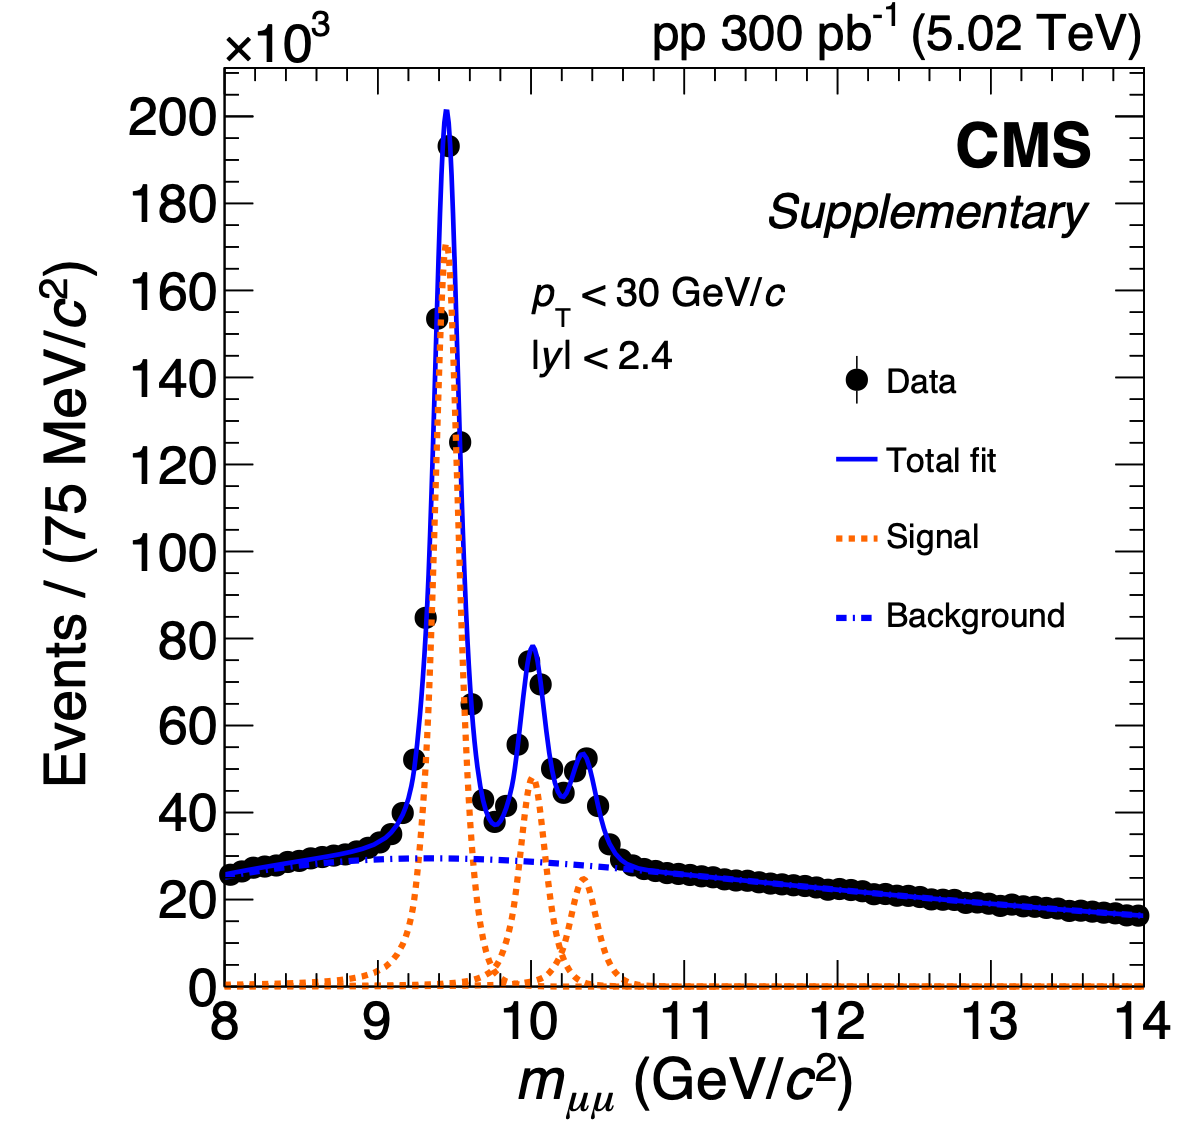 ×10³
pp 300 pb⁻¹ (5.02 TeV)
CMS
Supplementary
p_T < 30 GeV/c
|y| < 2.4
Data
Total fit
Signal
Background
Events / (75 MeV/c²)
200
180
160
140
120
100
80
60
40
20
0
8 9 10 11 12 13 14
m_μμ (GeV/c²)